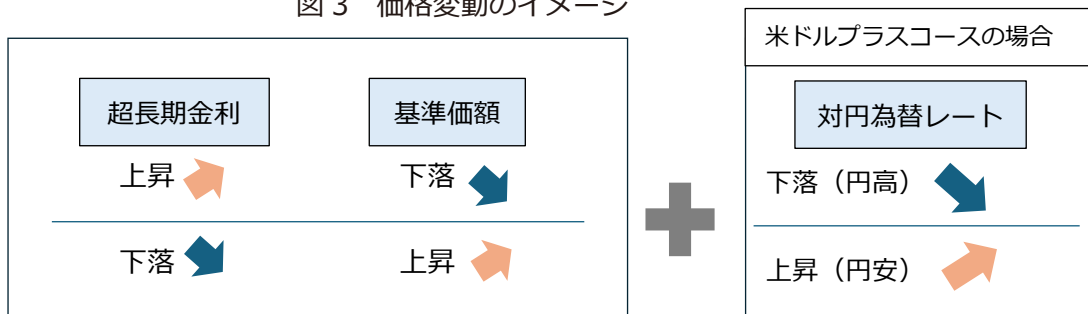 図3 価格変動のイメージ
超長期金利
基準価額
上昇
下落
下落
上昇
米ドルプラスコースの場合
対円為替レート
下落（円高）
上昇（円安）